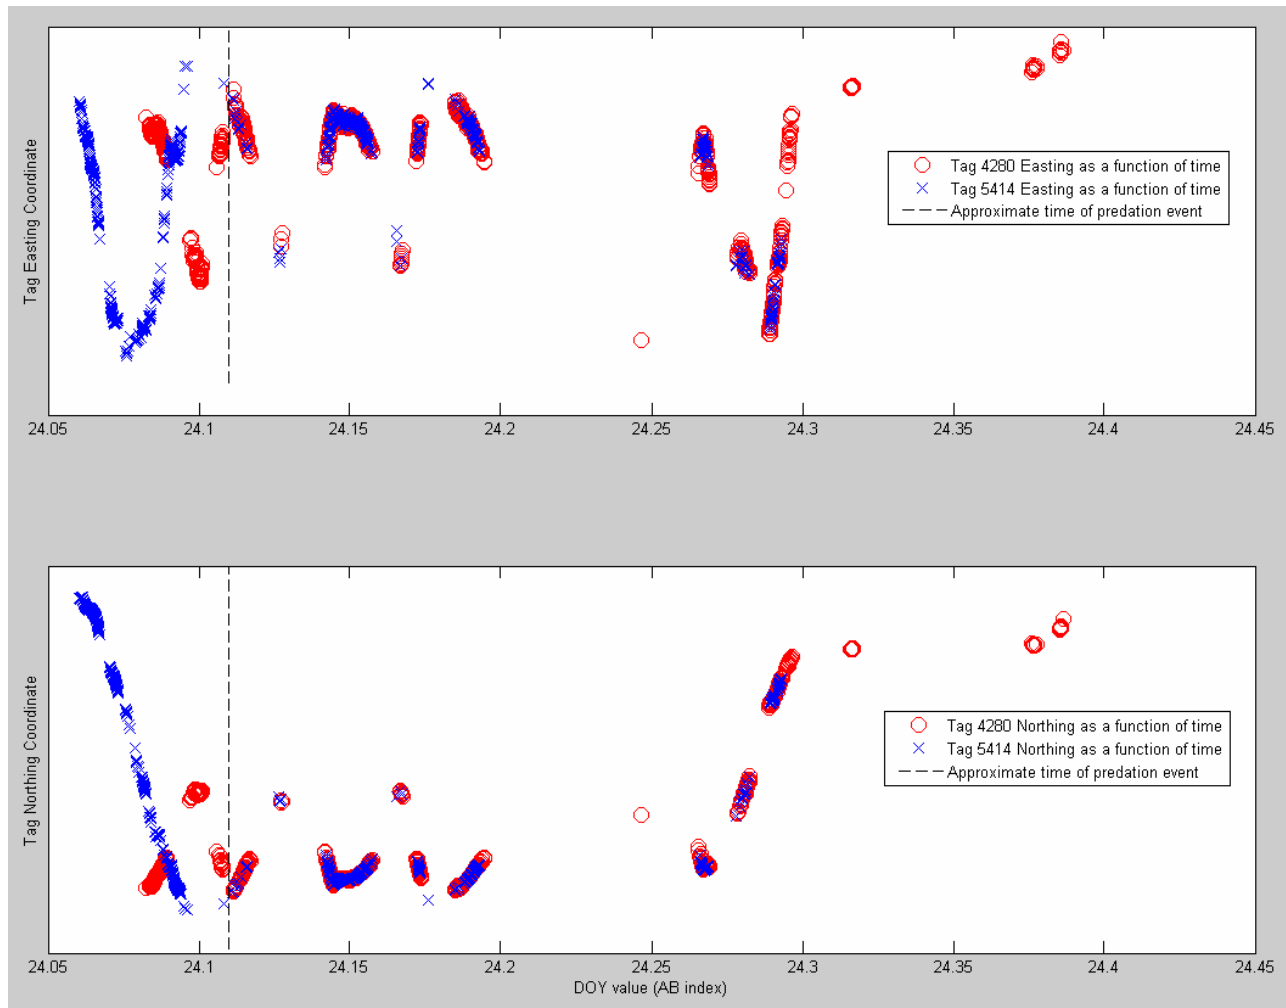 Tag Easting Coordinate
Tag 4280 Easting as a function of time
Tag 5414 Easting as a function of time
Approximate time of predation event
24.05 24.1 24.15 24.2 24.25 24.3 24.35 24.4 24.45
Tag Northing Coordinate
Tag 4280 Northing as a function of time
Tag 5414 Northing as a function of time
Approximate time of predation event
24.05 24.1 24.15 24.2 24.25 24.3 24.35 24.4 24.45
DOY value (AB index)